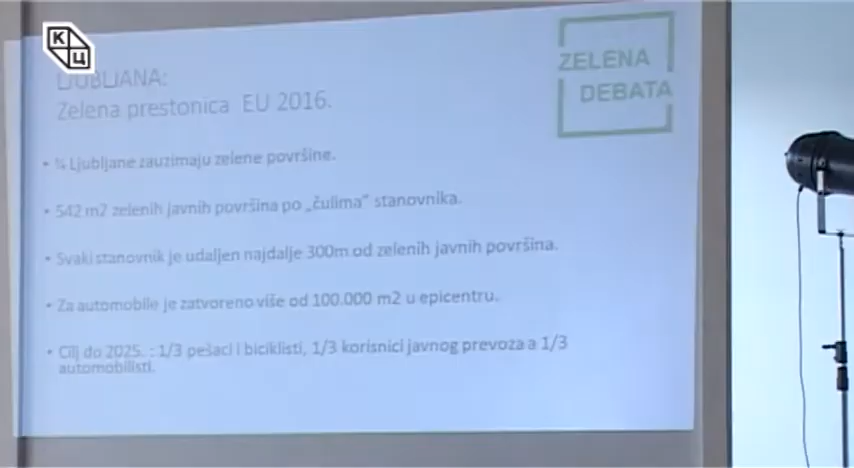 К
Ц
LJUBLJANA:
Zelena prestonica EU 2016.
ZELENA
DEBATA
• ¾ Ljubljane zauzimaju zelene površine.
• 542 m2 zelenih javnih površina po „čulima“ stanovnika.
• Svaki stanovnik je udaljen najdalje 300m od zelenih javnih površina.
• Za automobile je zatvoreno više od 100.000 m2 u epicentru.
• Cilj do 2025. : 1/3 pešaci i biciklisti, 1/3 korisnici javnog prevoza a 1/3
automobilisti.